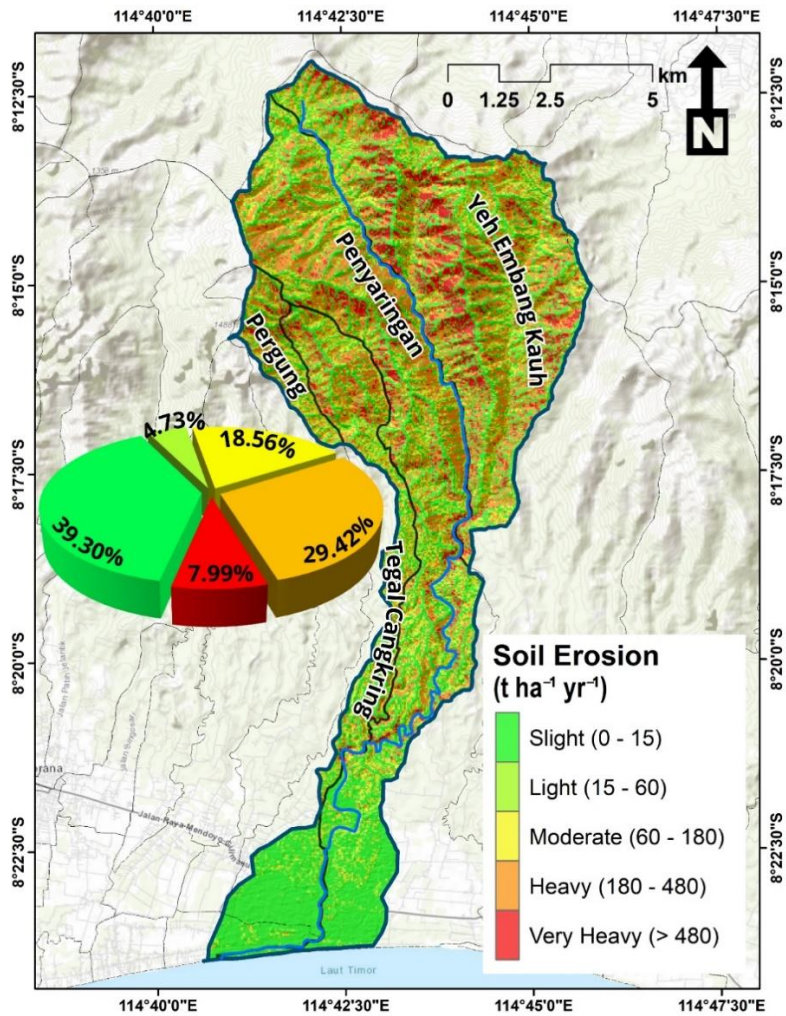 114°40'0"E 114°42'30"E 114°45'0"E 114°47'30"E
8°12'30"S
8°15'0"S
8°17'30"S
8°20'0"S
8°22'30"S
km
0 1.25 2.5 5
N
8°12'30"S
8°15'0"S
8°17'30"S
8°20'0"S
8°22'30"S
Yeh Embang Kauh
Penyaringan
Pergung
Tegal Cangkring
4.73%
18.56%
39.30%
29.42%
7.99%
Soil Erosion
(t ha⁻¹ yr⁻¹)
Slight (0 - 15)
Light (15 - 60)
Moderate (60 - 180)
Heavy (180 - 480)
Very Heavy (> 480)
orana
Laut Timor
114°40'0"E 114°42'30"E 114°45'0"E 114°47'30"E